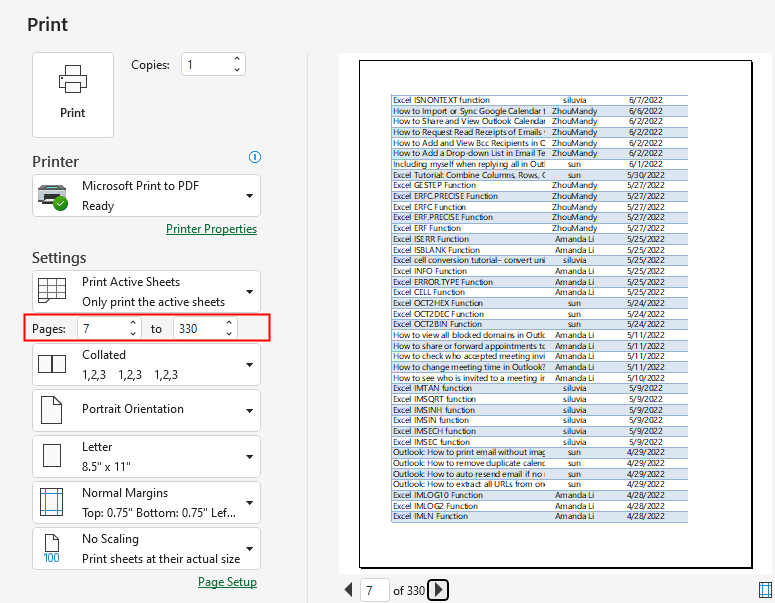 Print
Copies: 1
Print
Printer
Microsoft Print to PDF
Ready
Printer Properties
Settings
Print Active Sheets
Only print the active sheets
Pages: 7 to 330
Collated
1,2,3 1,2,3 1,2,3
Portrait Orientation
Letter
8.5" x 11"
Normal Margins
Top: 0.75" Bottom: 0.75" Lef...
No Scaling
100
Print sheets at their actual size
Page Setup
Excel ISNONTEXT function siluvia 6/7/2022
How to Import or Sync Google Calendar t ZhouMandy 6/6/2022
How to Share and View Outlook Calendar ZhouMandy 6/2/2022
How to Request Read Receipts of Emails ZhouMandy 6/2/2022
How to Add and View Bcc Recipients in O ZhouMandy 6/2/2022
How to Add a Drop-down List in Email Te ZhouMandy 6/2/2022
Including myself when replying all in Outl sun 6/1/2022
Excel Tutorial: Combine Columns, Rows, C sun 5/30/2022
Excel GESTEP Function ZhouMandy 5/27/2022
Excel ERFC.PRECISE Function ZhouMandy 5/27/2022
Excel ERFC Function ZhouMandy 5/27/2022
Excel ERF.PRECISE Function ZhouMandy 5/27/2022
Excel ERF Function ZhouMandy 5/27/2022
Excel ISERR Function Amanda Li 5/25/2022
Excel ISBLANK Function Amanda Li 5/25/2022
Excel cell conversion tutorial– convert uni siluvia 5/25/2022
Excel INFO Function Amanda Li 5/25/2022
Excel ERROR.TYPE Function Amanda Li 5/25/2022
Excel CELL Function Amanda Li 5/25/2022
Excel OCT2HEX Function sun 5/24/2022
Excel OCT2DEC Function sun 5/24/2022
Excel OCT2BIN Function sun 5/24/2022
How to view all blocked domains in Outlo Amanda Li 5/11/2022
How to share or forward appointments to Amanda Li 5/11/2022
How to check who accepted meeting invi Amanda Li 5/11/2022
How to change meeting time in Outlook? Amanda Li 5/11/2022
How to see who is invited to a meeting in Amanda Li 5/10/2022
Excel IMTAN function siluvia 5/9/2022
Excel IMSQRT function siluvia 5/9/2022
Excel IMSINH function siluvia 5/9/2022
Excel IMSIN function siluvia 5/9/2022
Excel IMSECH function siluvia 5/9/2022
Excel IMSEC function siluvia 5/9/2022
Outlook: How to print email without imag sun 4/29/2022
Outlook: How to remove duplicate calend sun 4/29/2022
Outlook: How to auto resend email if no sun 4/29/2022
Outlook: How to extract all URLs from on sun 4/29/2022
Excel IMLOG10 Function Amanda Li 4/28/2022
Excel IMLOG2 Function Amanda Li 4/28/2022
Excel IMLN Function Amanda Li 4/28/2022
7 of 330